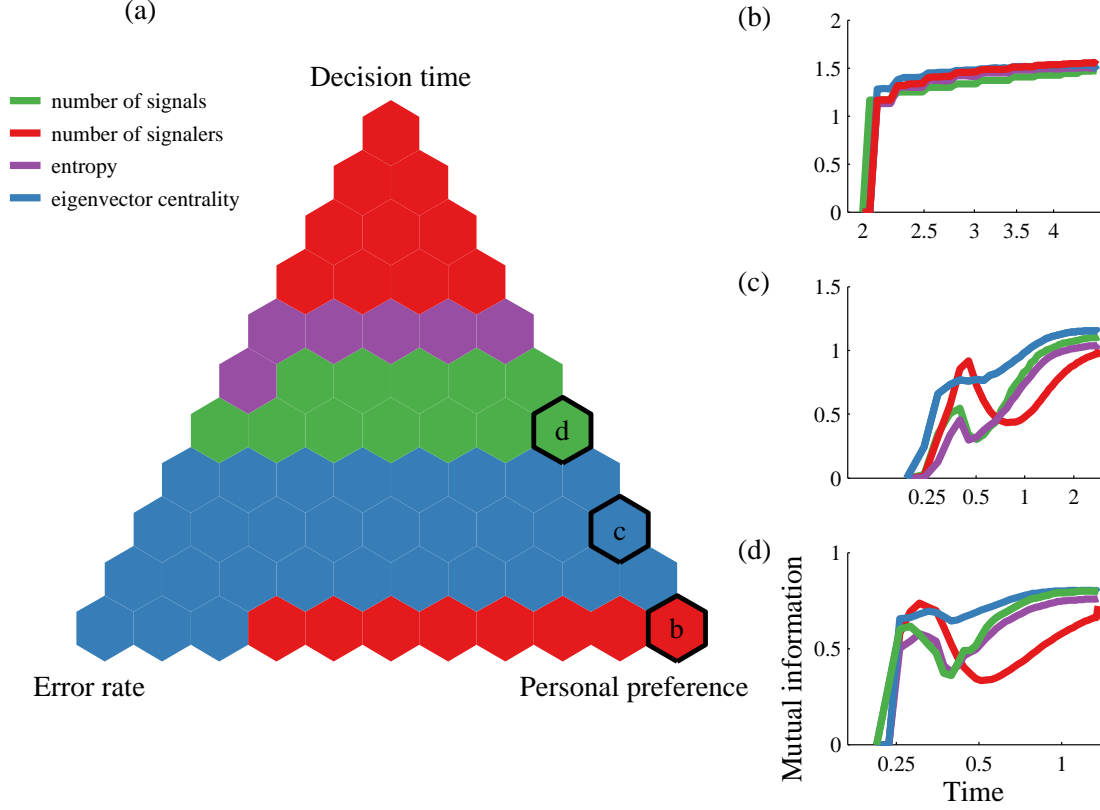 (a)
Decision time
number of signals
number of signalers
entropy
eigenvector centrality
d
c
b
Error rate
Personal preference
(b)
2
1.5
1
0.5
0
2
2.5
3
3.5
4
(c)
1.5
1
0.5
0
0.25
0.5
1
2
(d)
Mutual information
1
0.5
0
0.25
0.5
1
Time